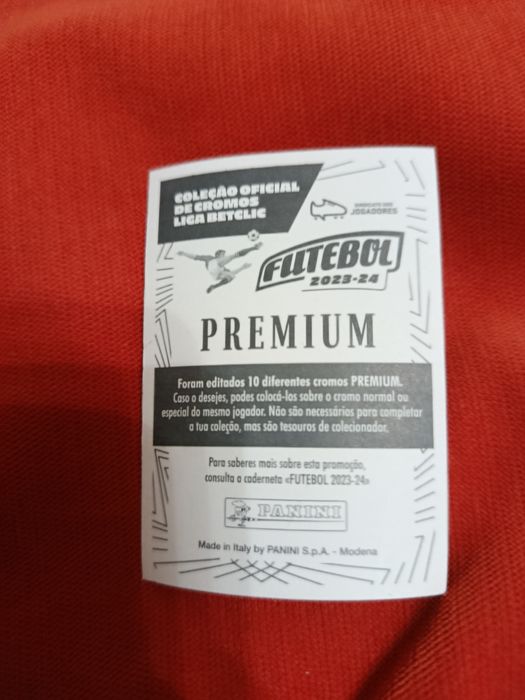 COLEÇÃO OFICIAL
DE CROMOS
LIGA BETCLIC
SINDICATO DOS
JOGADORES
FUTEBOL
2023-24
PREMIUM
Foram editados 10 diferentes cromos PREMIUM.
Caso o desejes, podes colocá-los sobre o cromo normal ou
especial do mesmo jogador. Não são necessários para completar
a tua coleção, mas são tesouros de colecionador.
Para saberes mais sobre esta promoção,
consulta a caderneta «FUTEBOL 2023-24»
PANINI
Made in Italy by PANINI S.p.A. - Modena